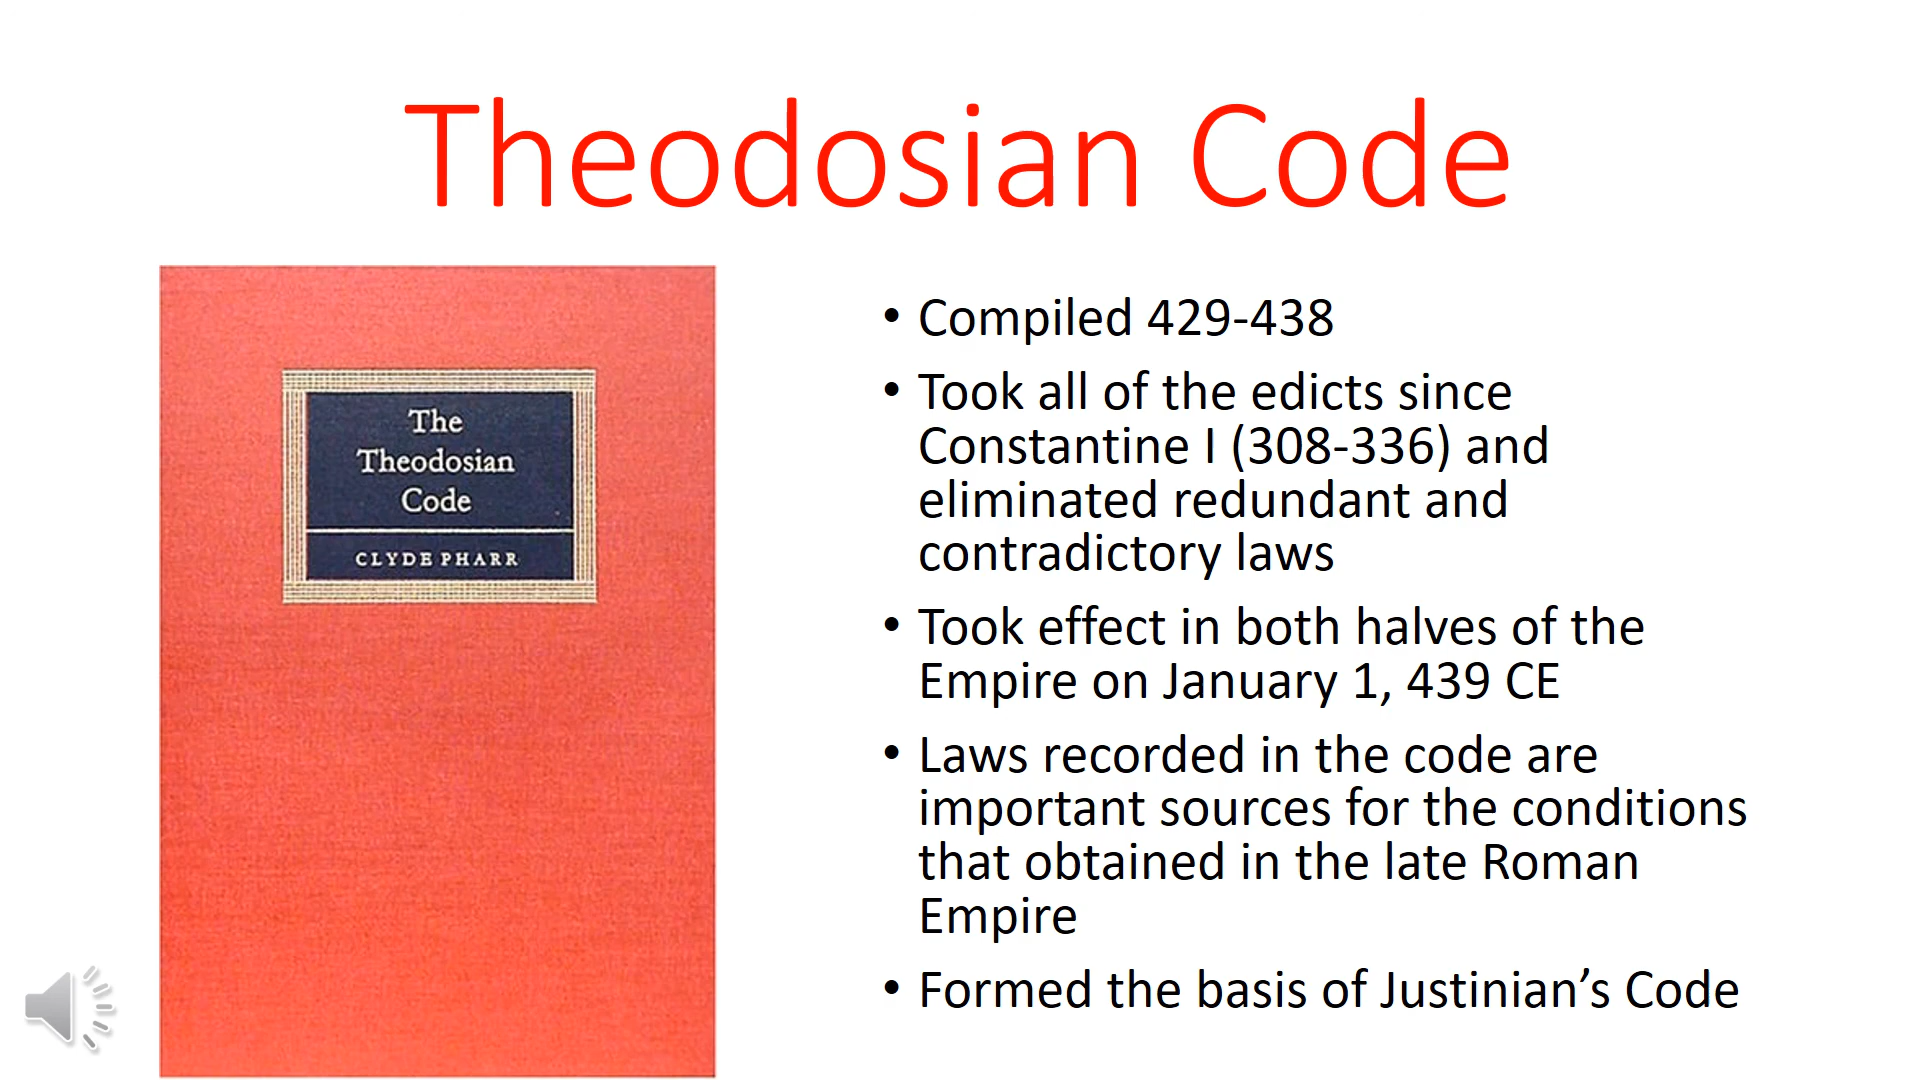 Theodosian Code
The
Theodosian
Code
CLYDE PHARR
• Compiled 429-438
• Took all of the edicts since
Constantine I (308-336) and
eliminated redundant and
contradictory laws
• Took effect in both halves of the
Empire on January 1, 439 CE
• Laws recorded in the code are
important sources for the conditions
that obtained in the late Roman
Empire
• Formed the basis of Justinian’s Code